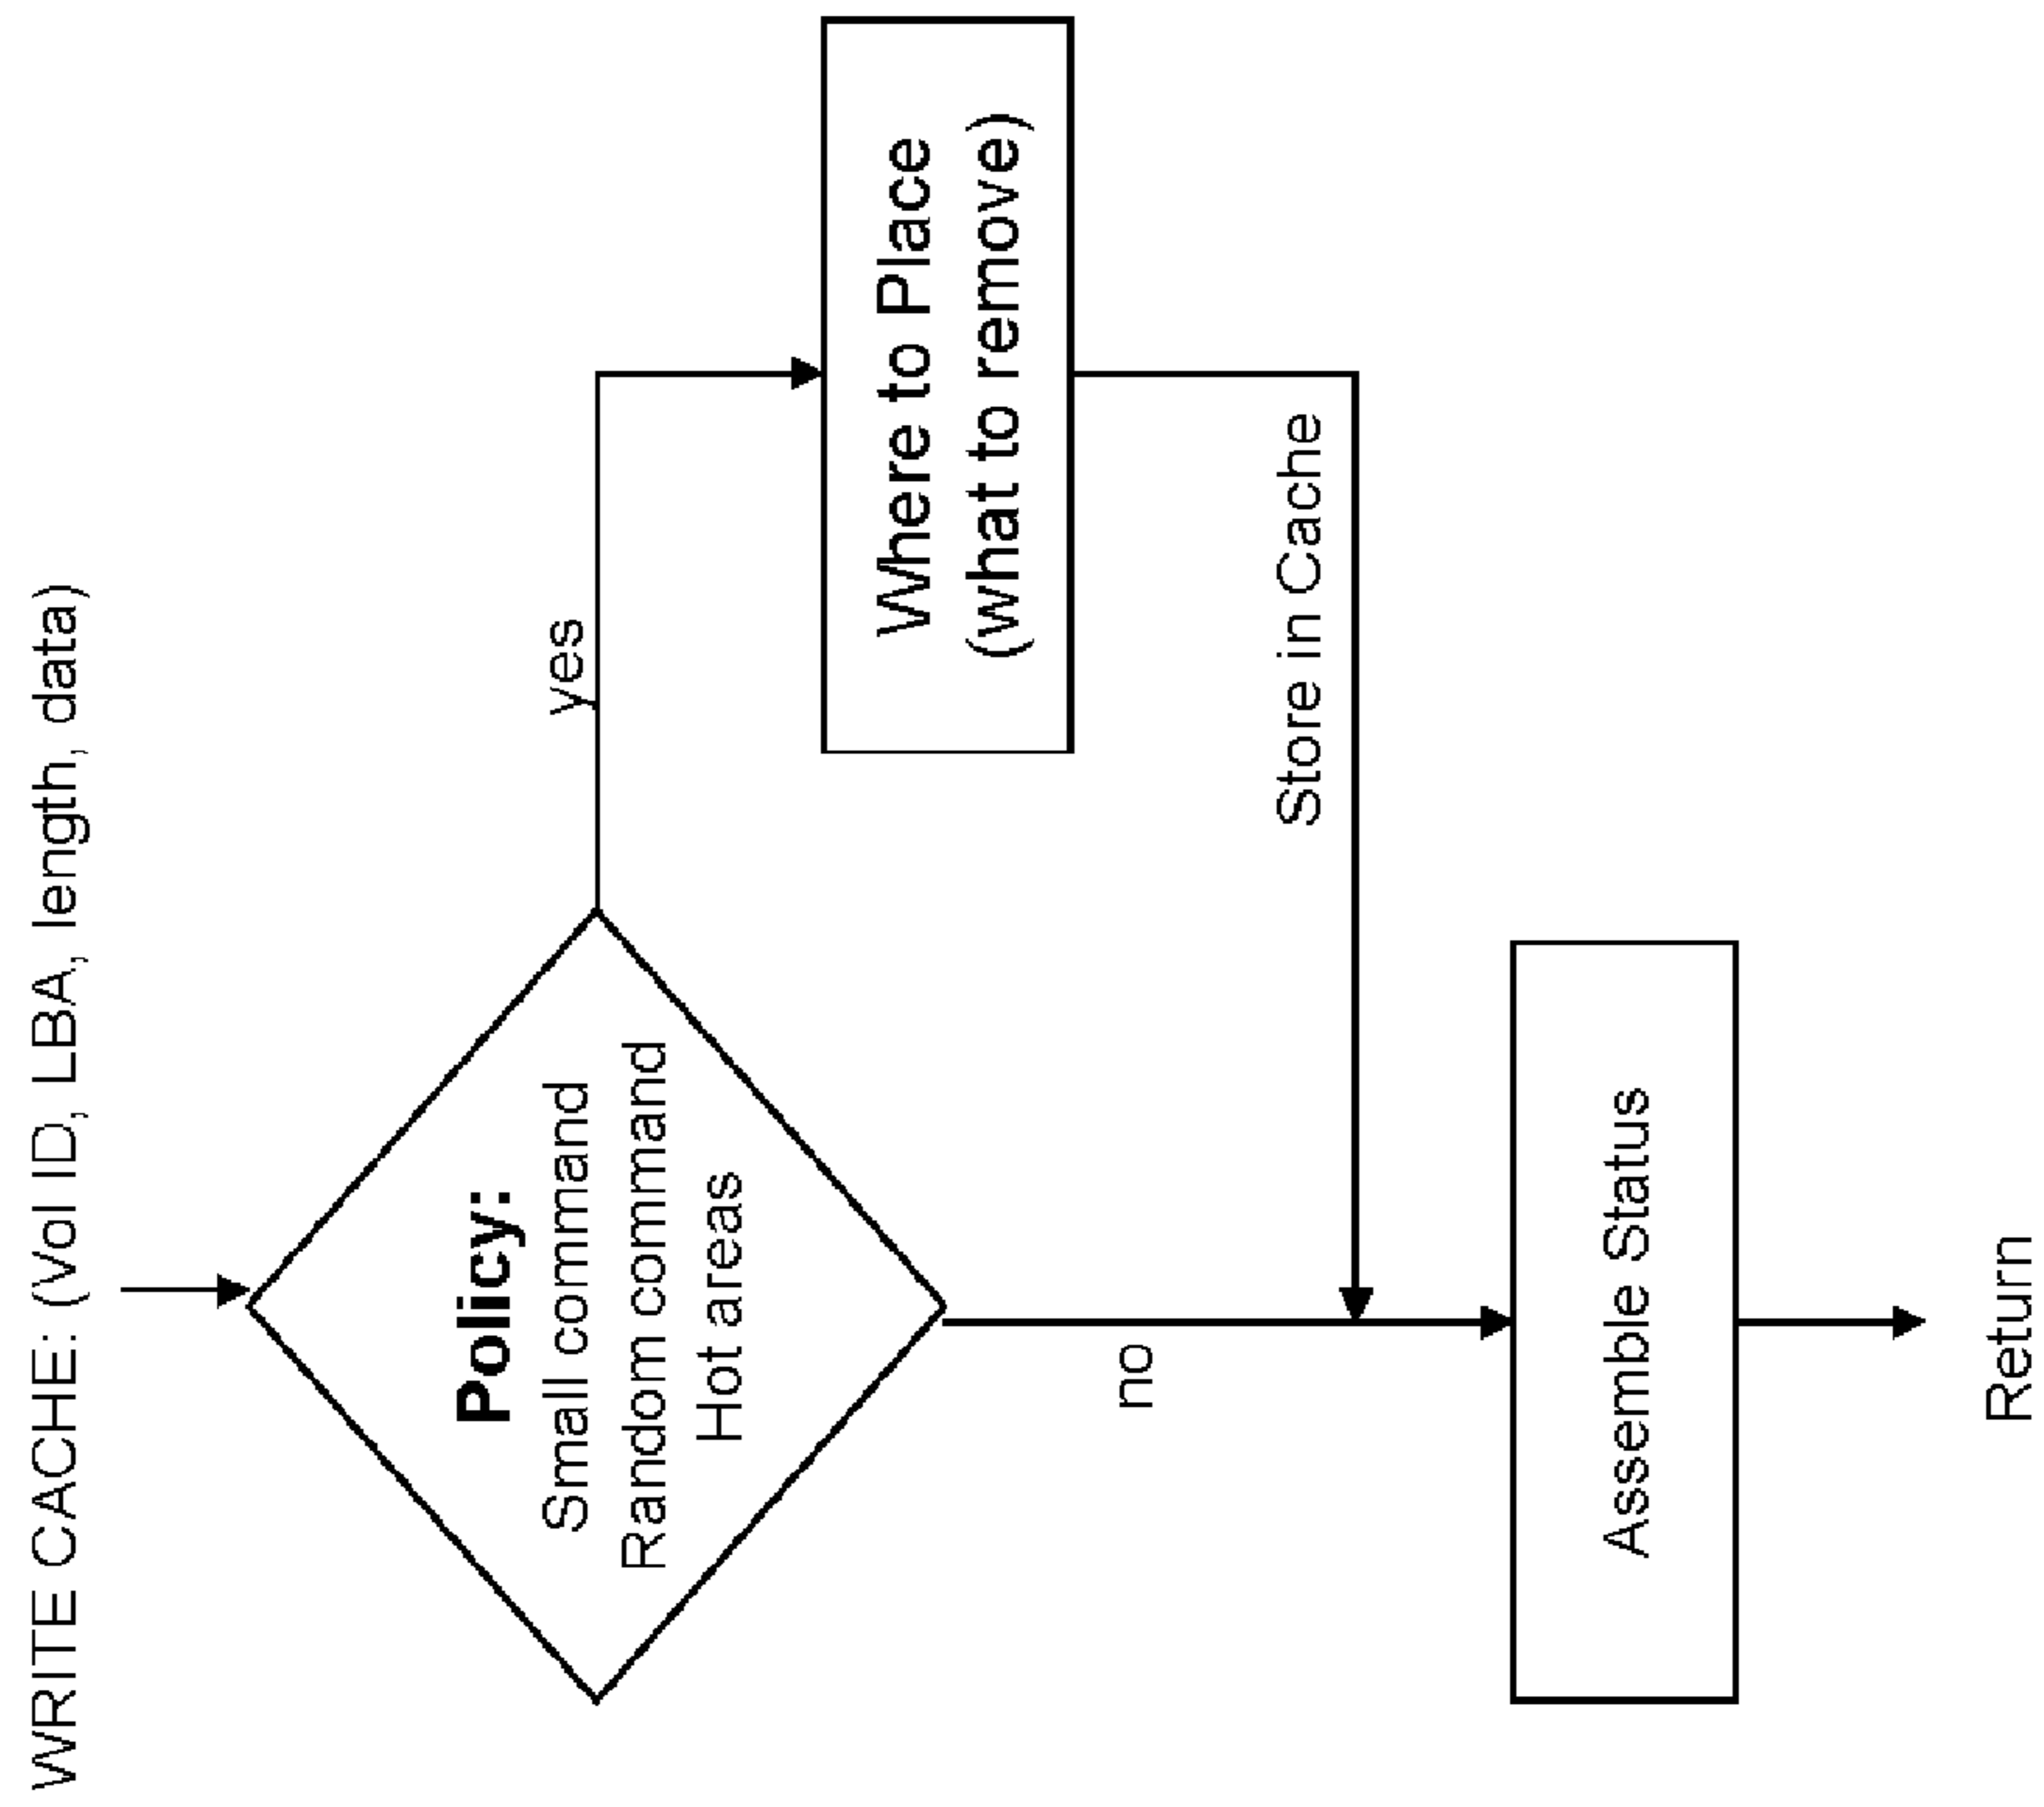 WRITE CACHE: (Vol ID, LBA, length, data)
Policy:
Small command
Random command
Hot areas
yes
Where to Place
(what to remove)
Store in Cache
no
Assemble Status
Return